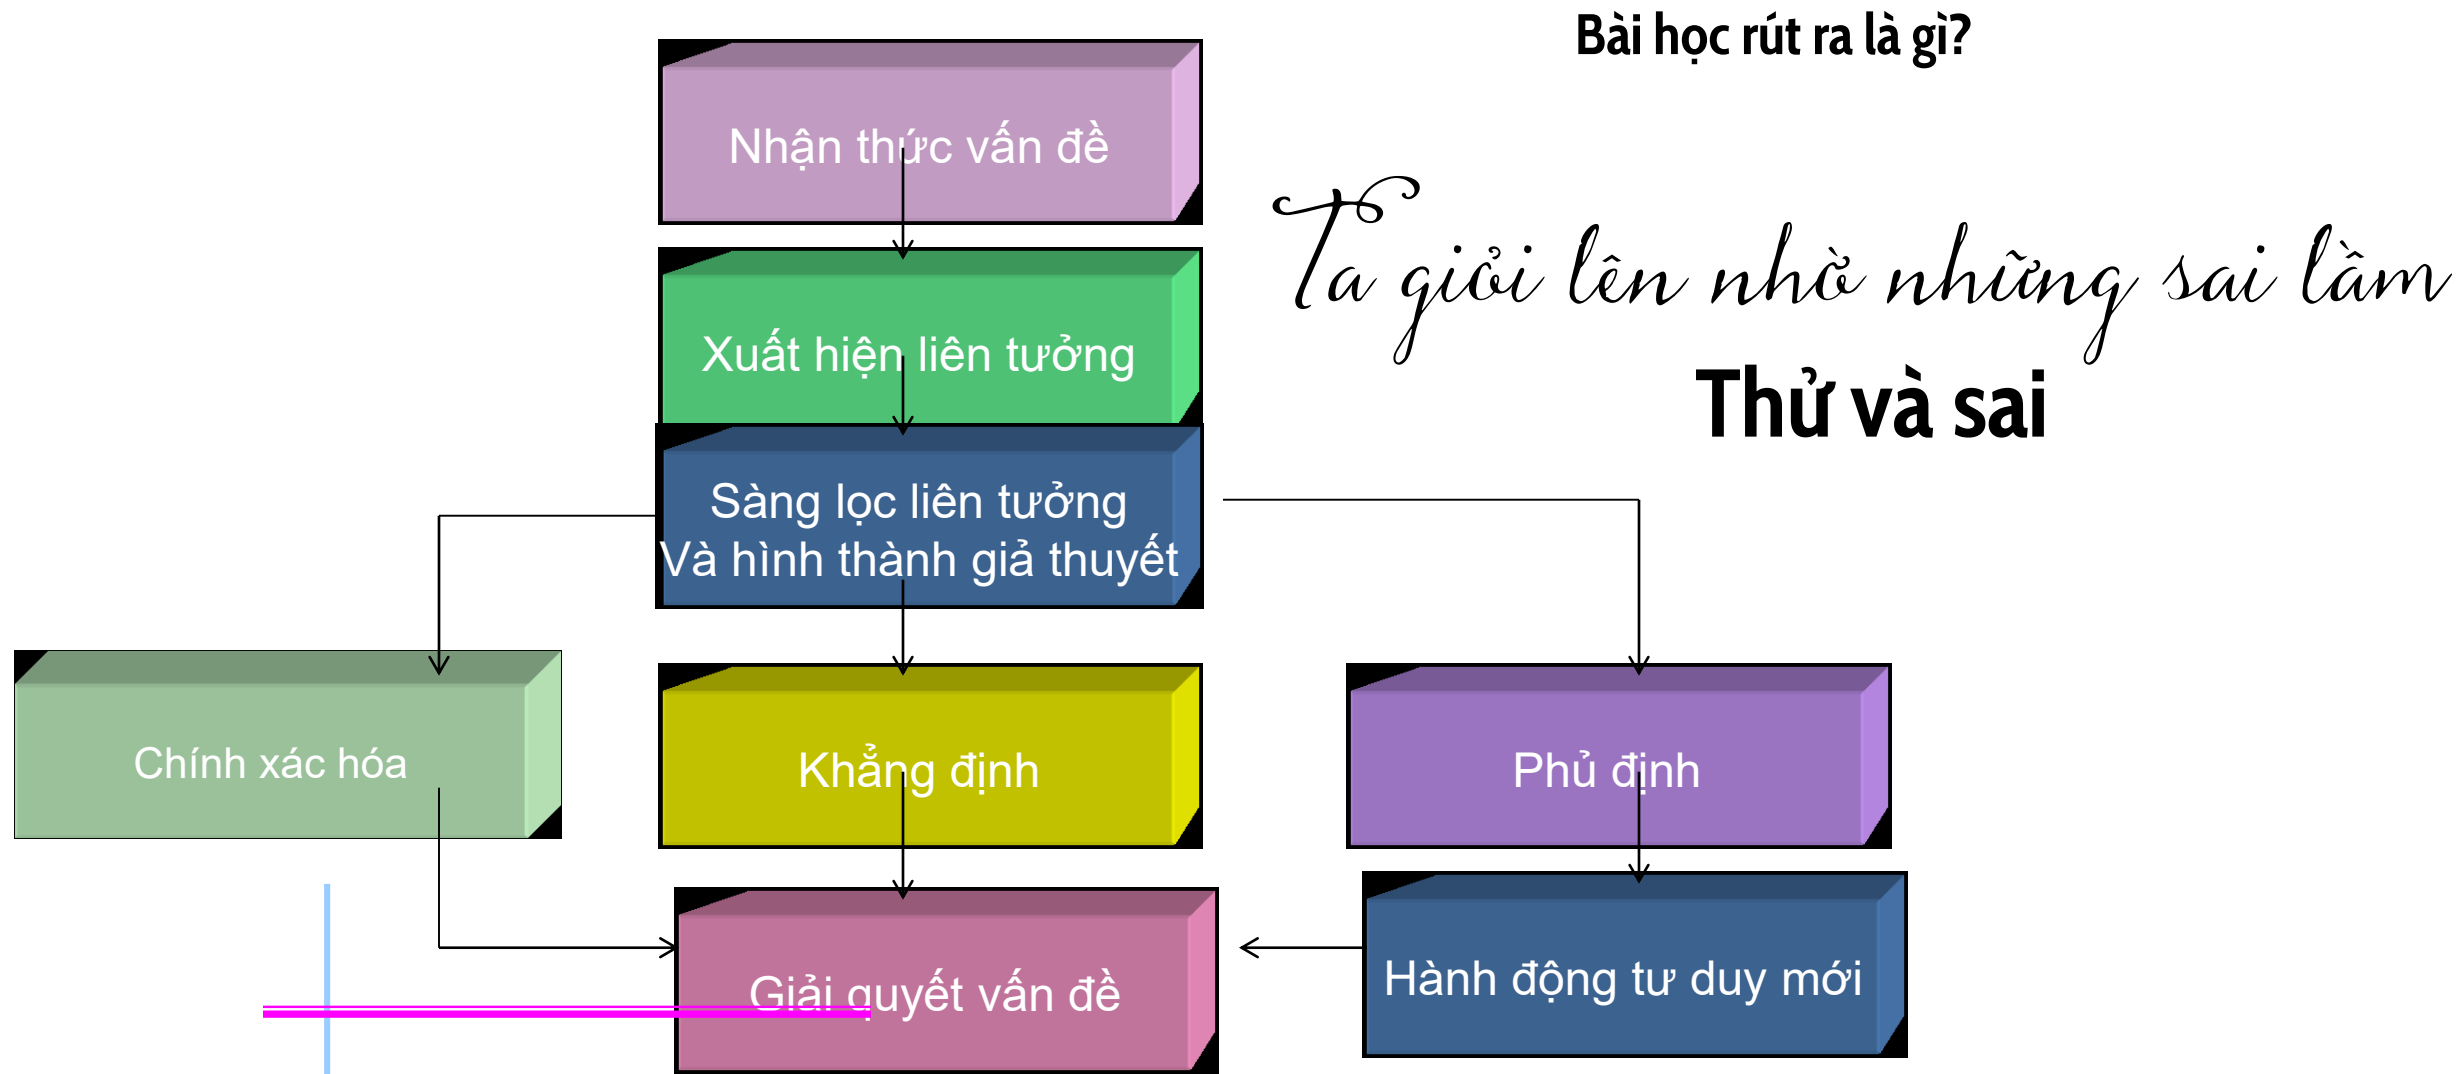 Bài học rút ra là gì?
Nhận thức vấn đề
Ta giỏi lên nhờ những sai lầm
Xuất hiện liên tưởng
Thử và sai
Sàng lọc liên tưởng
Và hình thành giả thuyết
Chính xác hóa
Khẳng định
Phủ định
Giải quyết vấn đề
Hành động tư duy mới